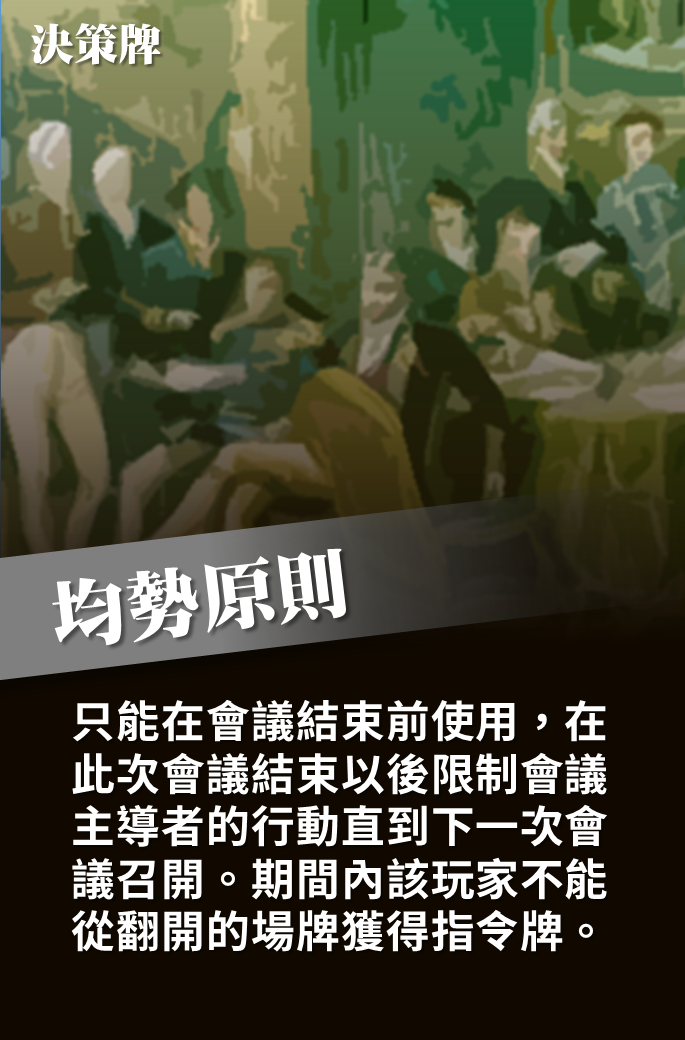 決策牌
均勢原則
只能在會議結束前使用，在
此次會議結束以後限制會議
主導者的行動直到下一次會
議召開。期間內該玩家不能
從翻開的場牌獲得指令牌。